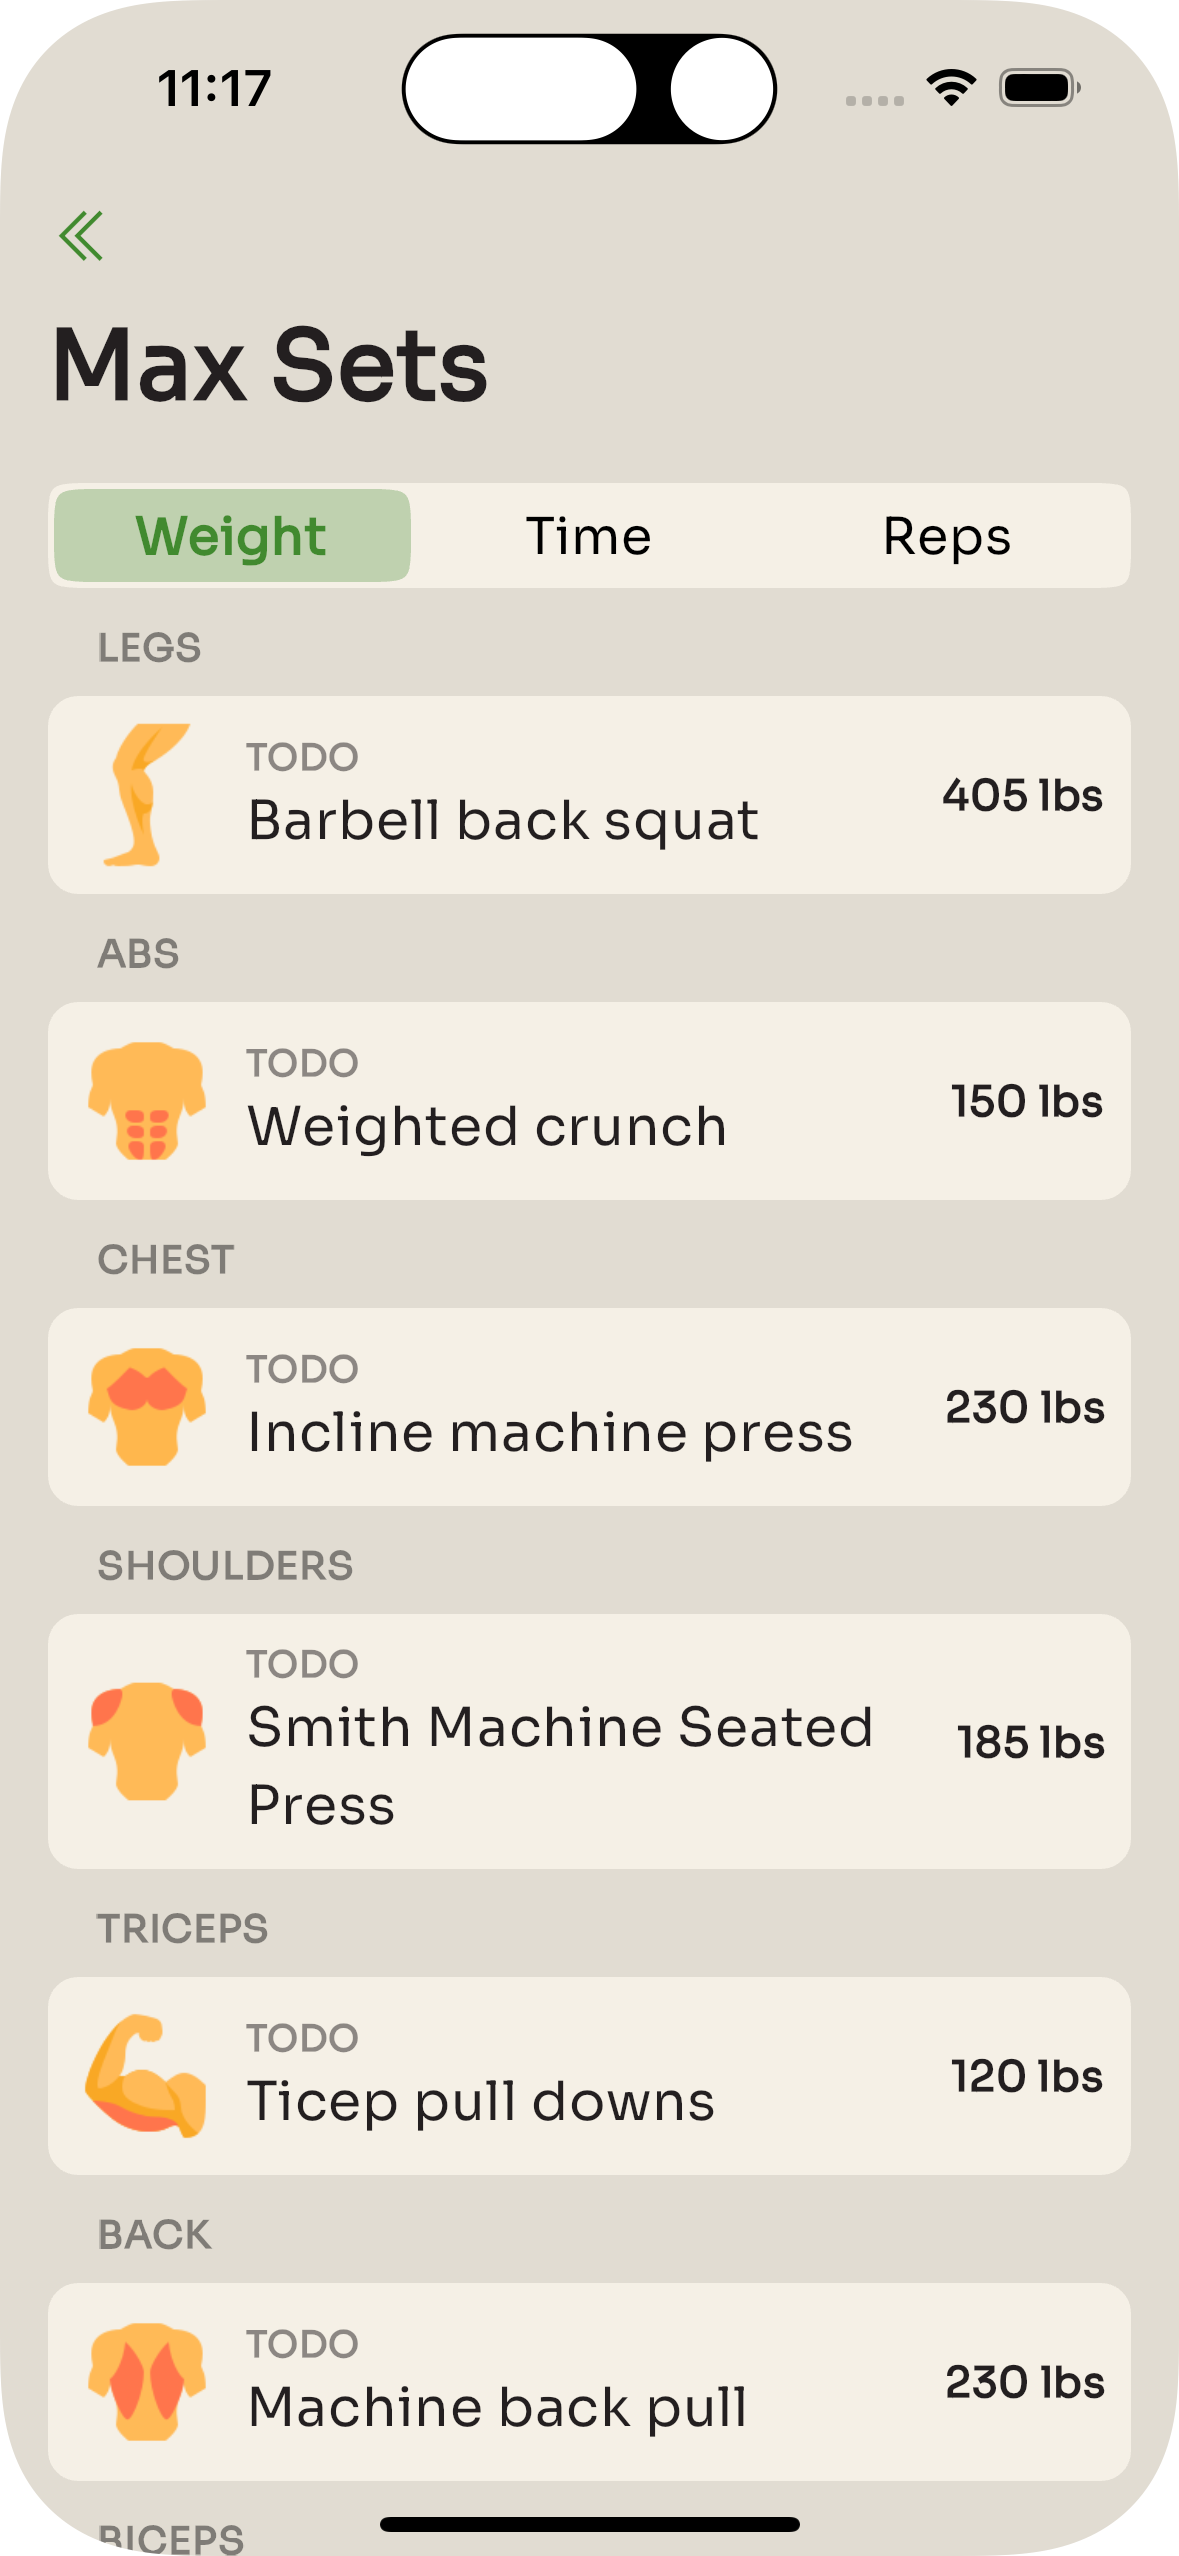 11:17
Max Sets
Weight Time Reps
LEGS
TODO
Barbell back squat
405 lbs
ABS
TODO
Weighted crunch
150 lbs
CHEST
TODO
Incline machine press
230 lbs
SHOULDERS
TODO
Smith Machine Seated
Press
185 lbs
TRICEPS
TODO
Ticep pull downs
120 lbs
BACK
TODO
Machine back pull
230 lbs
BICEPS